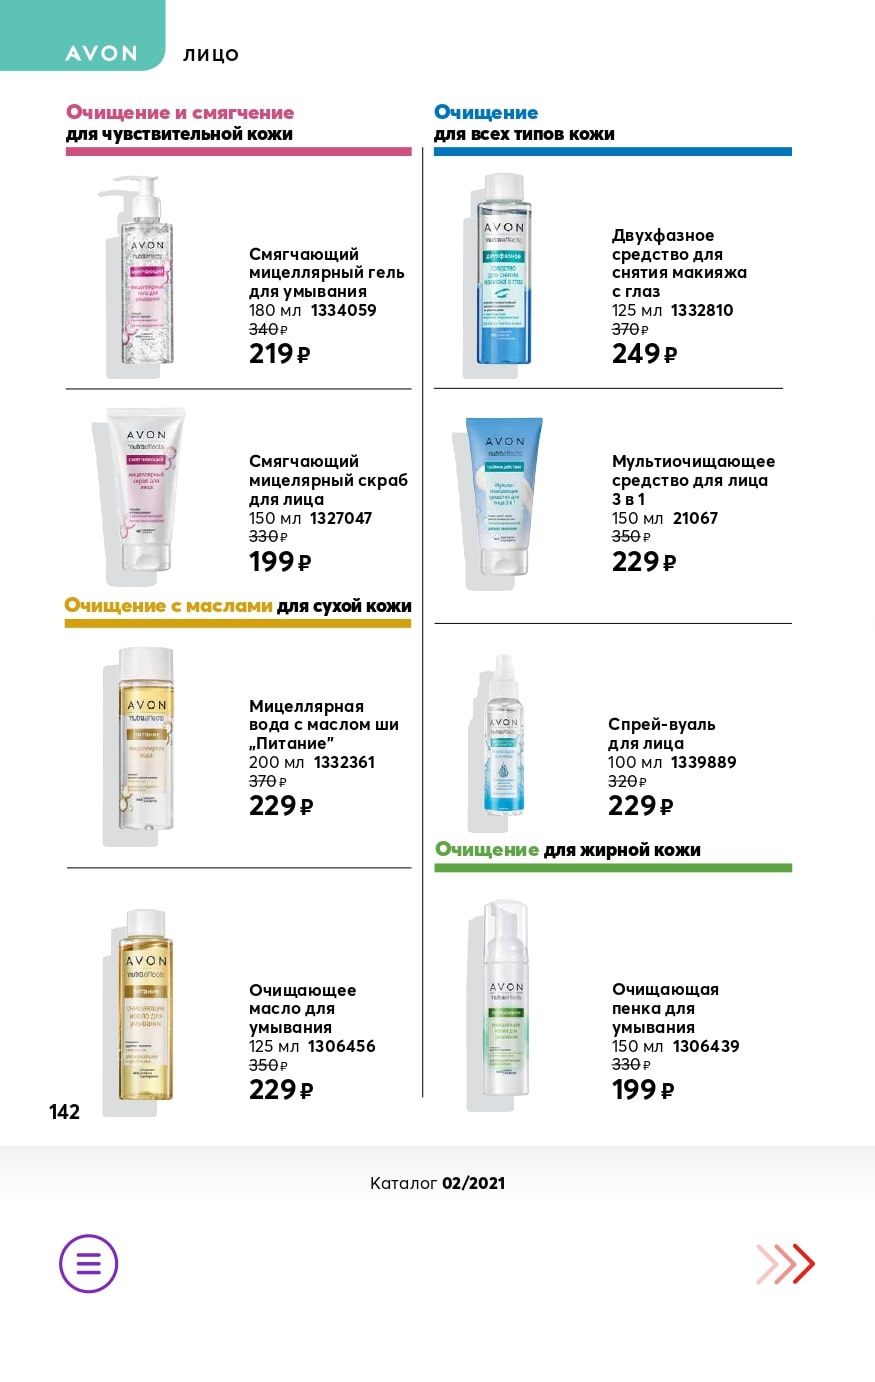 AVON
ЛИЦО
Очищение и смягчение
для чувствительной кожи
AVON
nutraeffects
смягчающий
мицеллярный
гель для
умывания
Смягчающий
мицеллярный гель
для умывания
180 мл 1334059
340 ₽
219 ₽
AVON
nutraeffects
смягчающий
мицеллярный
скраб для
лица
Смягчающий
мицелярный скраб
для лица
150 мл 1327047
330 ₽
199 ₽
Очищение с маслами для сухой кожи
AVON
nutraeffects
питание
мицеллярная
вода
Мицеллярная
вода с маслом ши
„Питание”
200 мл 1332361
370 ₽
229 ₽
AVON
nutraeffects
питание
очищающее
масло для
умывания
Очищающее
масло для
умывания
125 мл 1306456
350 ₽
229 ₽
Очищение
для всех типов кожи
AVON
nutraeffects
двухфазное
средство
для снятия
макияжа с глаз
Двухфазное
средство для
снятия макияжа
с глаз
125 мл 1332810
370 ₽
249 ₽
AVON
nutraeffects
тройное действие
Мульти-
очищающее
средство для
лица 3 в 1
Мультиочищающее
средство для лица
3 в 1
150 мл 21067
350 ₽
229 ₽
AVON
nutraeffects
Спрей-вуаль
для лица
100 мл 1339889
320 ₽
229 ₽
Очищение для жирной кожи
AVON
nutraeffects
очищающая
пенка для
умывания
Очищающая
пенка для
умывания
150 мл 1306439
330 ₽
199 ₽
142
Каталог 02/2021